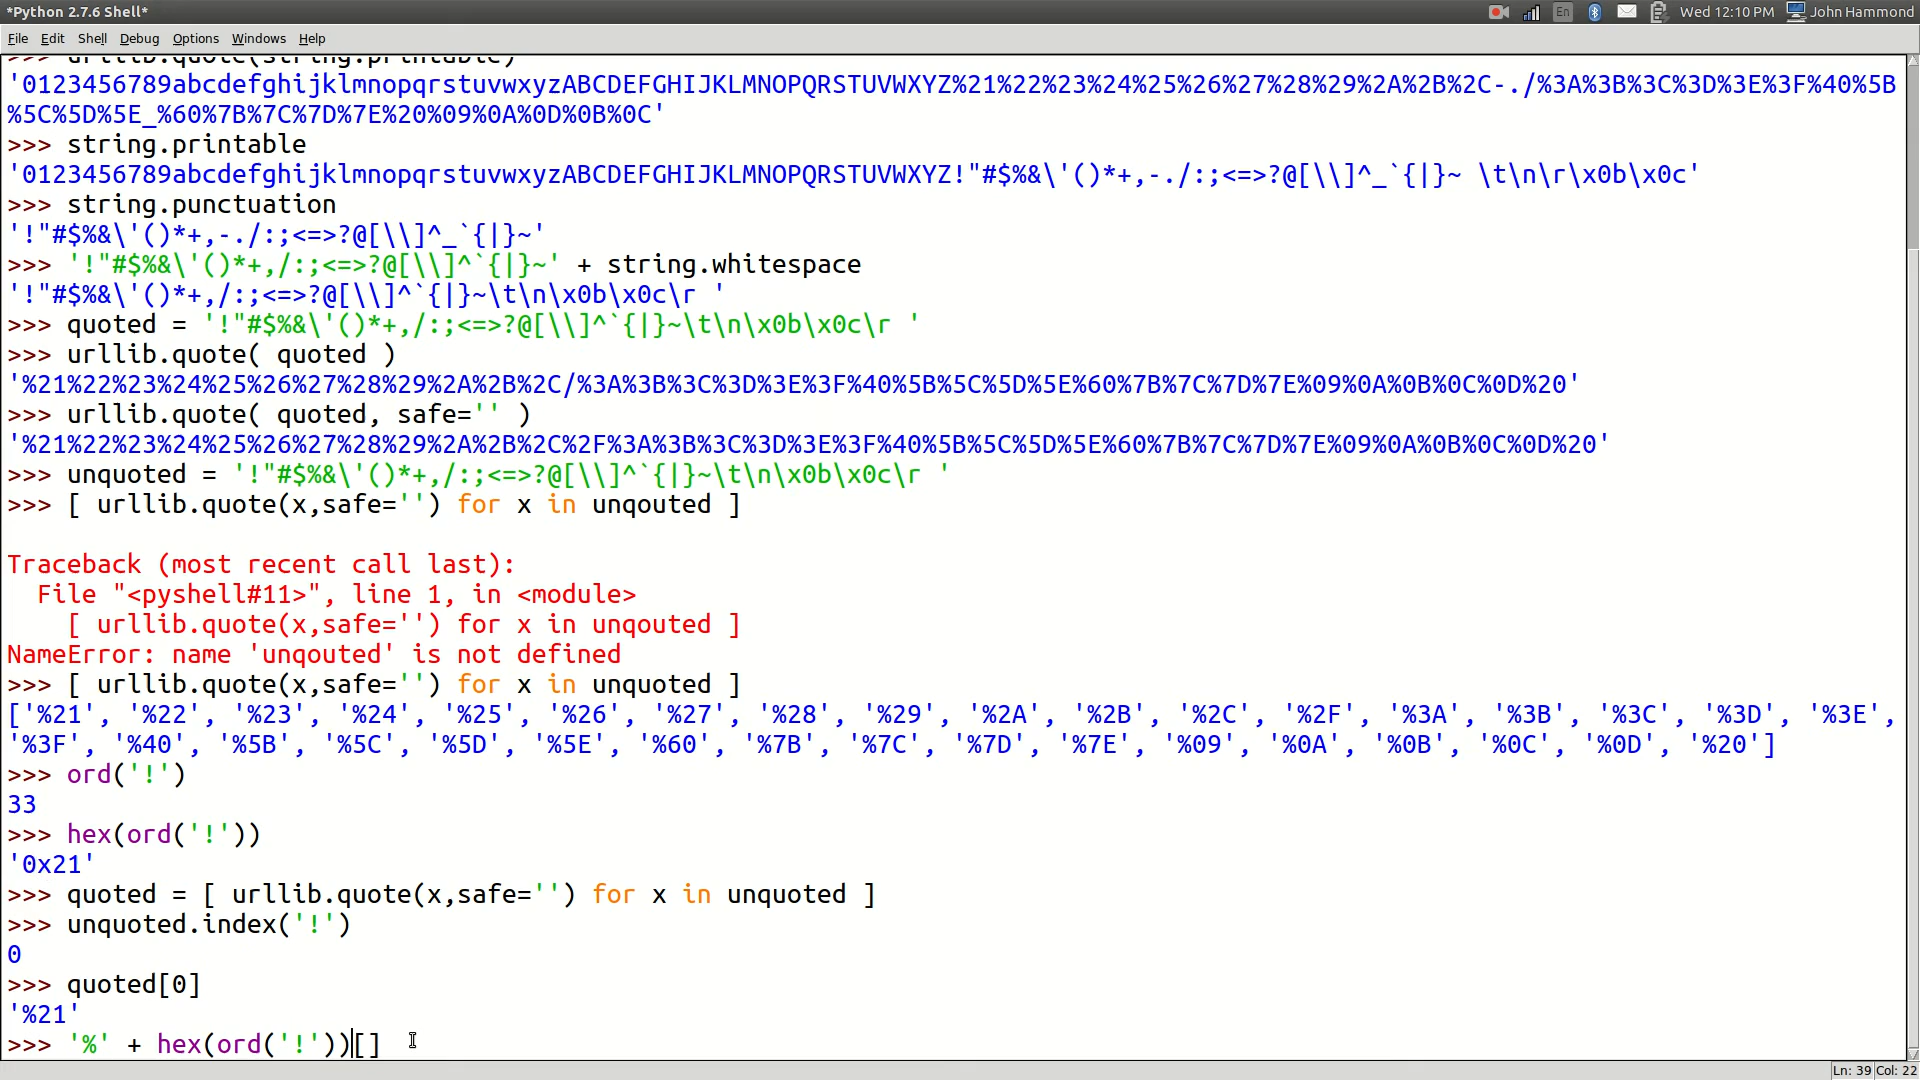 *Python 2.7.6 Shell*
En
Wed 12:10 PM
John Hammond
File Edit Shell Debug Options Windows Help
>>> urllib.quote(string.printable)
'0123456789abcdefghijklmnopqrstuvwxyzABCDEFGHIJKLMNOPQRSTUVWXYZ%21%22%23%24%25%26%27%28%29%2A%2B%2C-./%3A%3B%3C%3D%3E%3F%40%5B
%5C%5D%5E_%60%7B%7C%7D%7E%20%09%0A%0D%0B%0C'
>>> string.printable
'0123456789abcdefghijklmnopqrstuvwxyzABCDEFGHIJKLMNOPQRSTUVWXYZ!"#$%&\'()*+,-./:;<=>?@[\\]^_`{|}~ \t\n\r\x0b\x0c'
>>> string.punctuation
'!"#$%&\'()*+,-./:;<=>?@[\\]^_`{|}~'
>>> '!"#$%&\'()*+,/:;<=>?@[\\]^`{|}~' + string.whitespace
'!"#$%&\'()*+,/:;<=>?@[\\]^`{|}~\t\n\x0b\x0c\r '
>>> quoted = '!"#$%&\'()*+,/:;<=>?@[\\]^`{|}~\t\n\x0b\x0c\r '
>>> urllib.quote( quoted )
'%21%22%23%24%25%26%27%28%29%2A%2B%2C/%3A%3B%3C%3D%3E%3F%40%5B%5C%5D%5E%60%7B%7C%7D%7E%09%0A%0B%0C%0D%20'
>>> urllib.quote( quoted, safe='' )
'%21%22%23%24%25%26%27%28%29%2A%2B%2C%2F%3A%3B%3C%3D%3E%3F%40%5B%5C%5D%5E%60%7B%7C%7D%7E%09%0A%0B%0C%0D%20'
>>> unquoted = '!"#$%&\'()*+,/:;<=>?@[\\]^`{|}~\t\n\x0b\x0c\r '
>>> [ urllib.quote(x,safe='') for x in unqouted ]
Traceback (most recent call last):
File "<pyshell#11>", line 1, in <module>
[ urllib.quote(x,safe='') for x in unqouted ]
NameError: name 'unqouted' is not defined
>>> [ urllib.quote(x,safe='') for x in unquoted ]
['%21', '%22', '%23', '%24', '%25', '%26', '%27', '%28', '%29', '%2A', '%2B', '%2C', '%2F', '%3A', '%3B', '%3C', '%3D', '%3E',
'%3F', '%40', '%5B', '%5C', '%5D', '%5E', '%60', '%7B', '%7C', '%7D', '%7E', '%09', '%0A', '%0B', '%0C', '%0D', '%20']
>>> ord('!')
33
>>> hex(ord('!'))
'0x21'
>>> quoted = [ urllib.quote(x,safe='') for x in unquoted ]
>>> unquoted.index('!')
0
>>> quoted[0]
'%21'
>>> '%' + hex(ord('!'))[]
Ln: 39 Col: 22